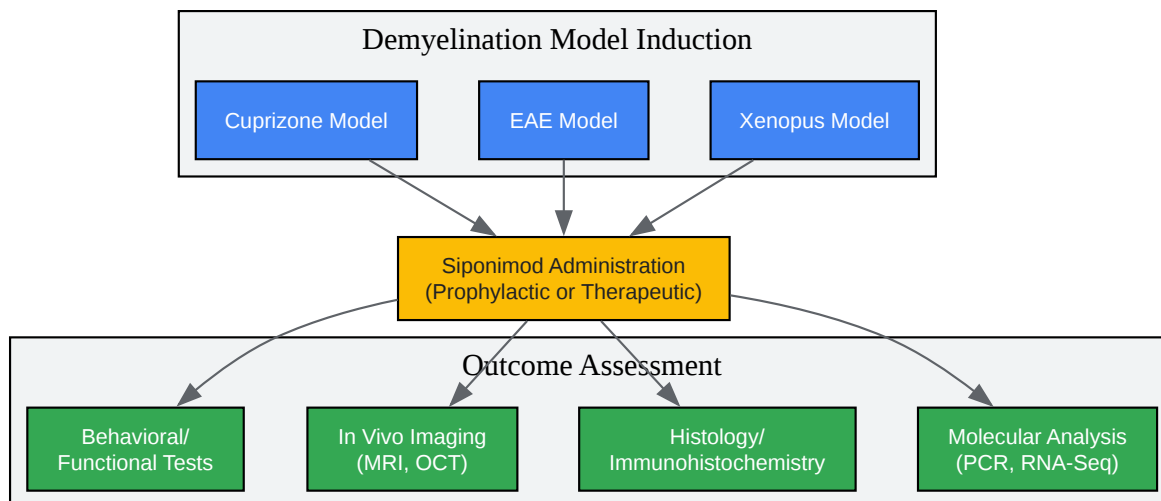 Demyelination Model Induction
Cuprizone Model
EAE Model
Xenopus Model
Siponimod Administration
(Prophylactic or Therapeutic)
Outcome Assessment
Behavioral/
Functional Tests
In Vivo Imaging
(MRI, OCT)
Histology/
Immunohistochemistry
Molecular Analysis
(PCR, RNA-Seq)